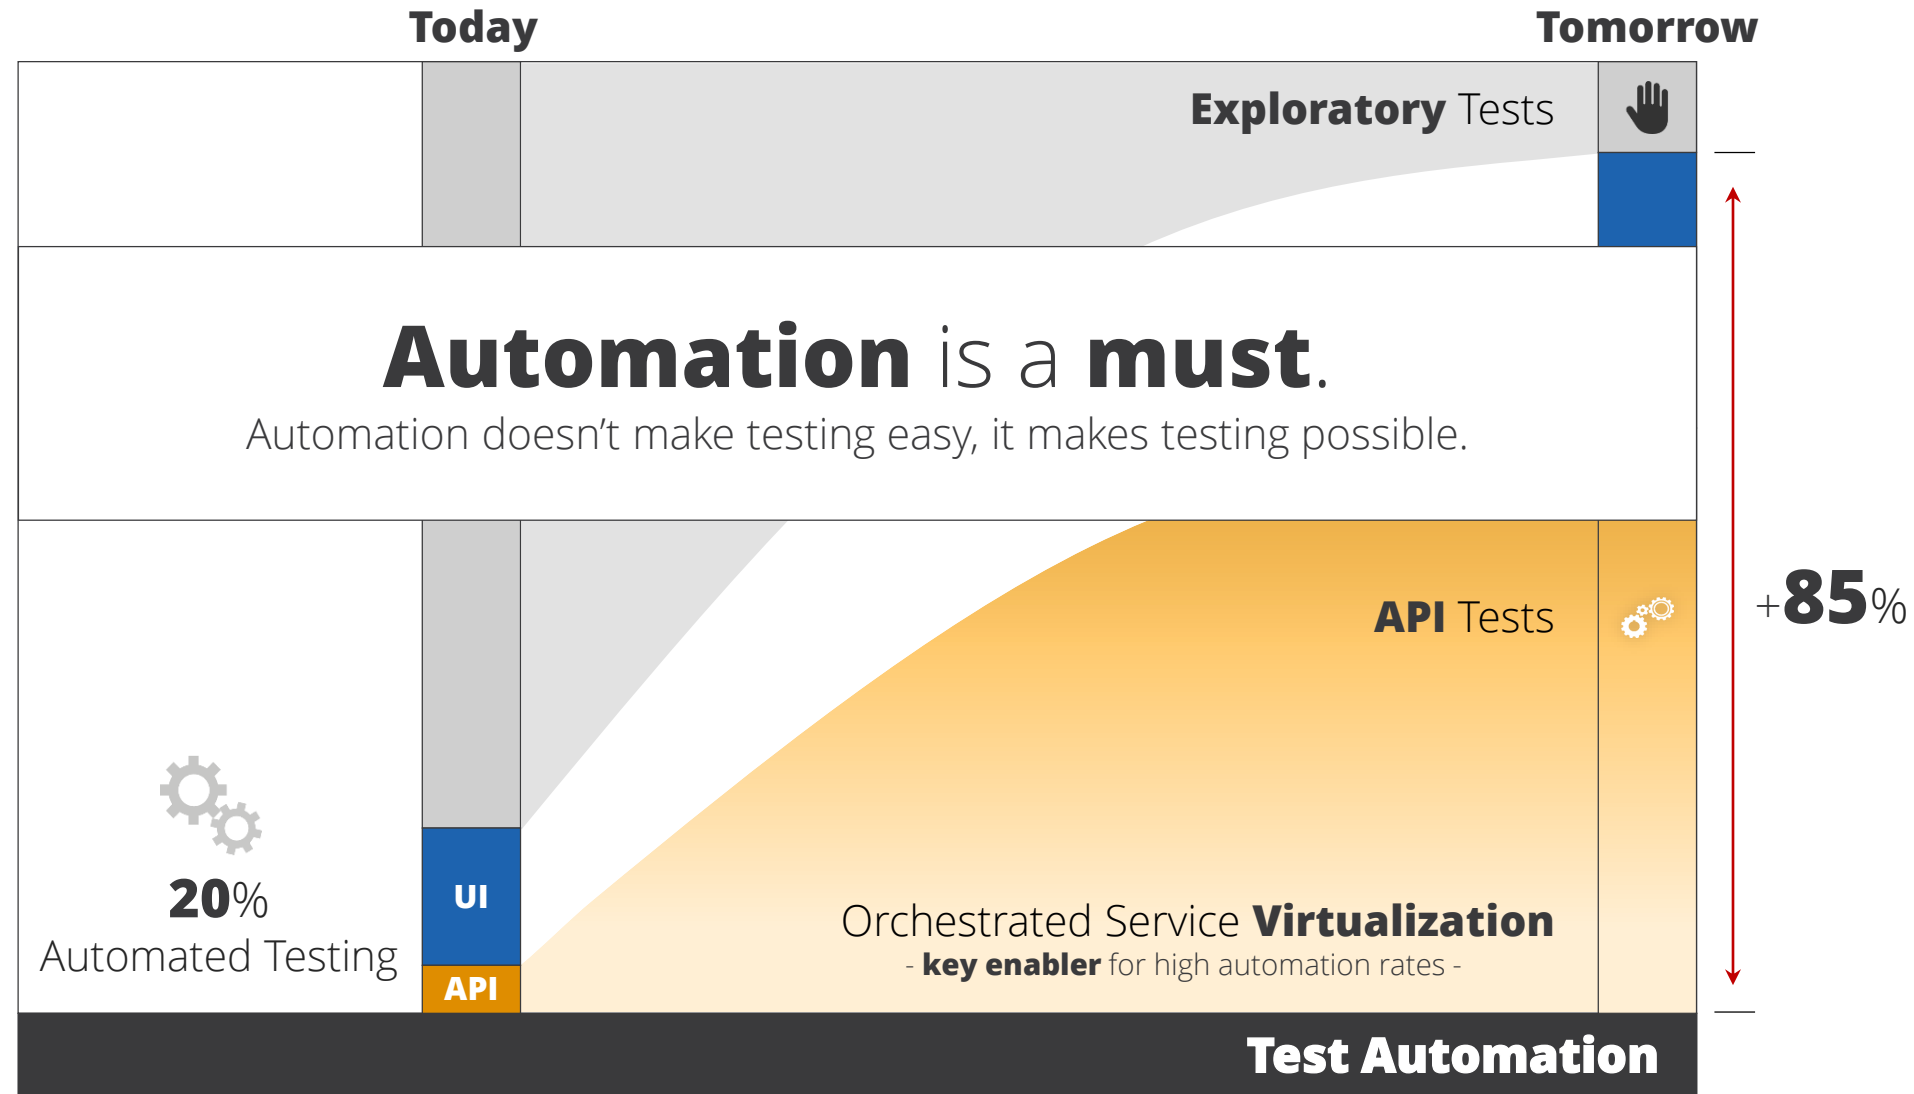 Today
Tomorrow
Exploratory Tests
Automation is a must.
Automation doesn’t make testing easy, it makes testing possible.
API Tests
+85%
20%
Automated Testing
UI
API
Orchestrated Service Virtualization
- key enabler for high automation rates -
Test Automation